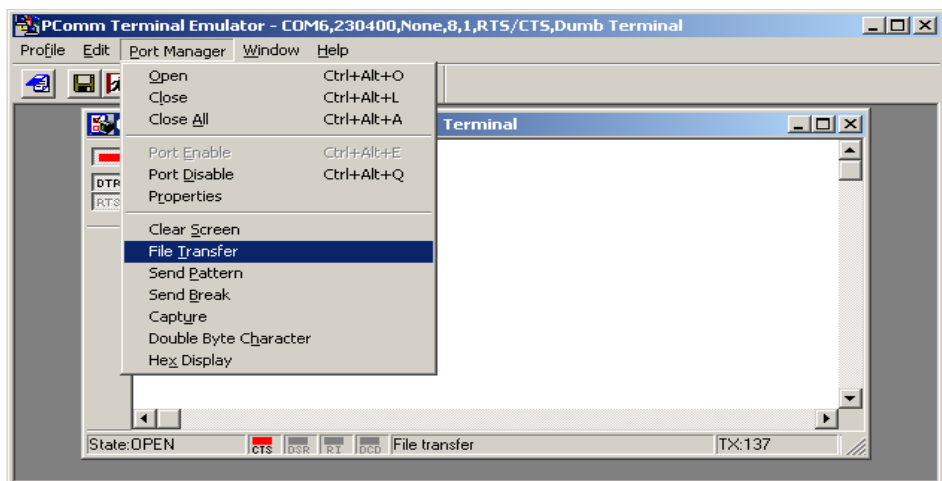 PComm Terminal Emulator - COM6,230400,None,8,1,RTS/CTS,Dumb Terminal
Profile Edit Port Manager Window Help
Open Ctrl+Alt+O
Close Ctrl+Alt+L
Close All Ctrl+Alt+A
Terminal
Port Enable Ctrl+Alt+E
DTR
Port Disable Ctrl+Alt+Q
RTS
Properties
Clear Screen
File Transfer
Send Pattern
Send Break
Capture
Double Byte Character
Hex Display
State:OPEN CTS DSR RI DCD File transfer TX:137